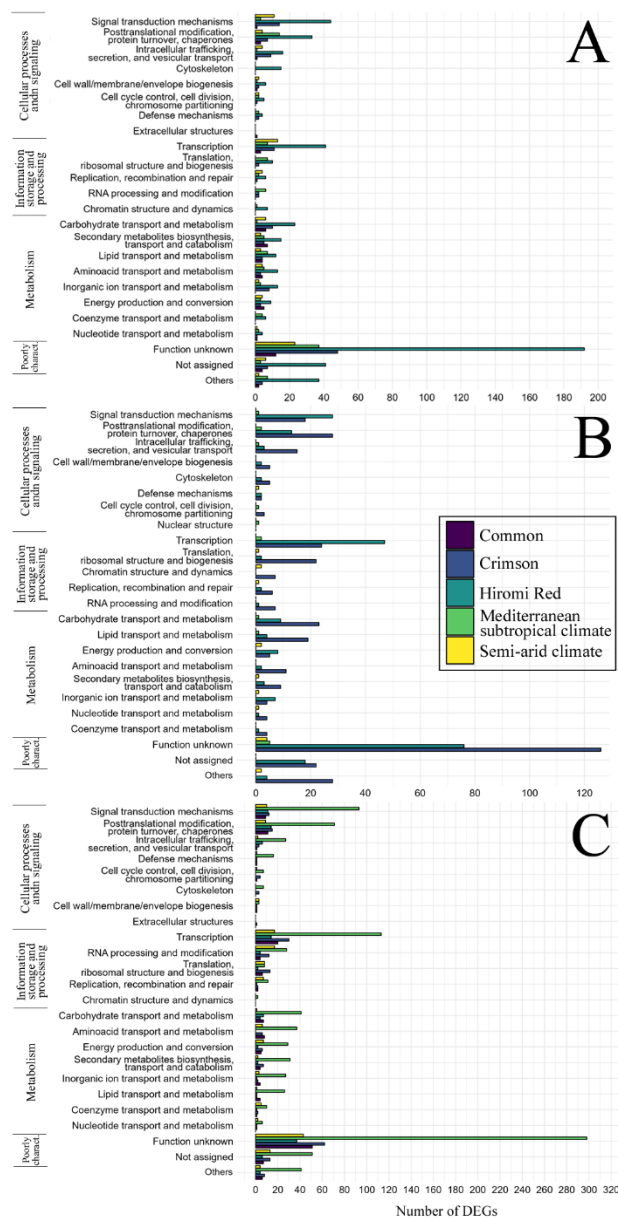 A
Cellular processes
andn signaling
Signal transduction mechanisms
Posttranslational modification,
protein turnover, chaperones
Intracellular trafficking,
secretion, and vesicular transport
Cytoskeleton
Cell wall/membrane/envelope biogenesis
Cell cycle control, cell division,
chromosome partitioning
Defense mechanisms
Extracellular structures
Information
storage and
processing
Transcription
Translation,
ribosomal structure and biogenesis
Replication, recombination and repair
RNA processing and modification
Chromatin structure and dynamics
Metabolism
Carbohydrate transport and metabolism
Secondary metabolites biosynthesis,
transport and catabolism
Lipid transport and metabolism
Aminoacid transport and metabolism
Inorganic ion transport and metabolism
Energy production and conversion
Coenzyme transport and metabolism
Nucleotide transport and metabolism
Poorly
charact.
Function unknown
Not assigned
Others
0 20 40 60 80 100 120 140 160 180 200
B
Cellular processes
andn signaling
Signal transduction mechanisms
Posttranslational modification,
protein turnover, chaperones
Intracellular trafficking,
secretion, and vesicular transport
Cell wall/membrane/envelope biogenesis
Cytoskeleton
Defense mechanisms
Cell cycle control, cell division,
chromosome partitioning
Nuclear structure
Information
storage and
processing
Transcription
Translation,
ribosomal structure and biogenesis
Chromatin structure and dynamics
Replication, recombination and repair
RNA processing and modification
Metabolism
Carbohydrate transport and metabolism
Lipid transport and metabolism
Energy production and conversion
Aminoacid transport and metabolism
Secondary metabolites biosynthesis,
transport and catabolism
Inorganic ion transport and metabolism
Nucleotide transport and metabolism
Coenzyme transport and metabolism
Poorly
charact.
Function unknown
Not assigned
Others
0 20 40 60 80 100 120
Common
Crimson
Hiromi Red
Mediterranean
subtropical climate
Semi-arid climate
C
Cellular processes
andn signaling
Signal transduction mechanisms
Posttranslational modification,
protein turnover, chaperones
Intracellular trafficking,
secretion, and vesicular transport
Defense mechanisms
Cell cycle control, cell division,
chromosome partitioning
Cytoskeleton
Cell wall/membrane/envelope biogenesis
Extracellular structures
Information
storage and
processing
Transcription
RNA processing and modification
Translation,
ribosomal structure and biogenesis
Replication, recombination and repair
Chromatin structure and dynamics
Metabolism
Carbohydrate transport and metabolism
Aminoacid transport and metabolism
Energy production and conversion
Secondary metabolites biosynthesis,
transport and catabolism
Inorganic ion transport and metabolism
Lipid transport and metabolism
Coenzyme transport and metabolism
Nucleotide transport and metabolism
Poorly
charact.
Function unknown
Not assigned
Others
0 20 40 60 80 100 120 140 160 180 200 220 240 260 280 300 320
Number of DEGs